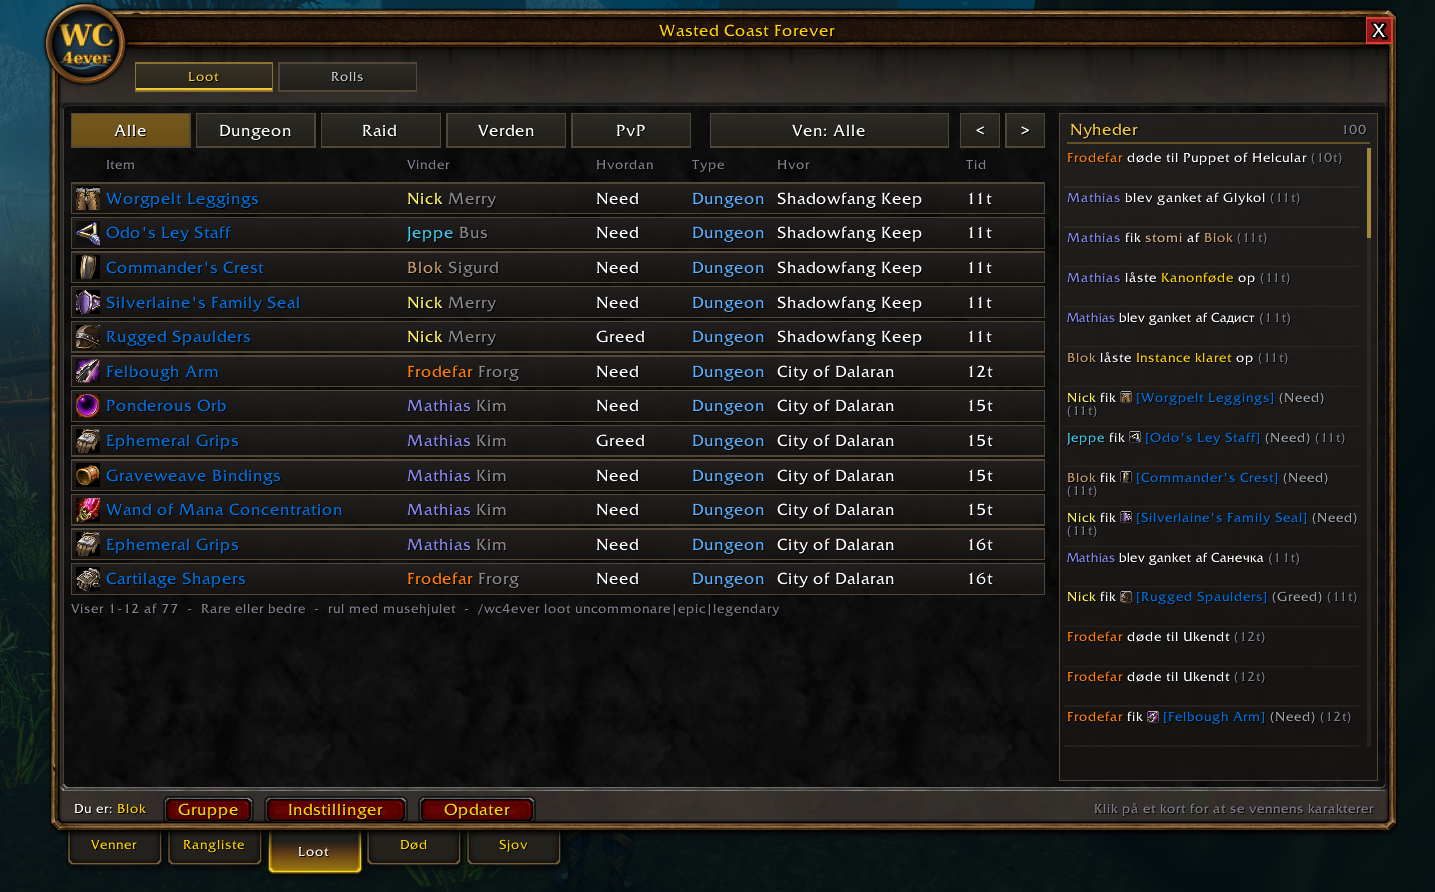 WC
4ever
Wasted Coast Forever
X
Loot
Rolls
Alle
Dungeon
Raid
Verden
PvP
Ven: Alle
<
>
Item Vinder Hvordan Type Hvor Tid
Worgpelt Leggings Nick Merry Need Dungeon Shadowfang Keep 11t
Odo's Ley Staff Jeppe Bus Need Dungeon Shadowfang Keep 11t
Commander's Crest Blok Sigurd Need Dungeon Shadowfang Keep 11t
Silverlaine's Family Seal Nick Merry Need Dungeon Shadowfang Keep 11t
Rugged Spaulders Nick Merry Greed Dungeon Shadowfang Keep 11t
Felbough Arm Frodefar Frorg Need Dungeon City of Dalaran 12t
Ponderous Orb Mathias Kim Need Dungeon City of Dalaran 15t
Ephemeral Grips Mathias Kim Greed Dungeon City of Dalaran 15t
Graveweave Bindings Mathias Kim Need Dungeon City of Dalaran 15t
Wand of Mana Concentration Mathias Kim Need Dungeon City of Dalaran 15t
Ephemeral Grips Mathias Kim Need Dungeon City of Dalaran 16t
Cartilage Shapers Frodefar Frorg Need Dungeon City of Dalaran 16t
Viser 1-12 af 77 - Rare eller bedre - rul med musehjulet - /wc4ever loot uncommonare|epic|legendary
Nyheder 100
Frodefar døde til Puppet of Helcular (10t)
Mathias blev ganket af Glykol (11t)
Mathias fik stomi af Blok (11t)
Mathias låste Kanonføde op (11t)
Mathias blev ganket af Садист (11t)
Blok låste Instance klaret op (11t)
Nick fik [Worgpelt Leggings] (Need)
(11t)
Jeppe fik [Odo's Ley Staff] (Need) (11t)
Blok fik [Commander's Crest] (Need)
(11t)
Nick fik [Silverlaine's Family Seal] (Need)
(11t)
Mathias blev ganket af Санечка (11t)
Nick fik [Rugged Spaulders] (Greed) (11t)
Frodefar døde til Ukendt (12t)
Frodefar døde til Ukendt (12t)
Frodefar fik [Felbough Arm] (Need) (12t)
Du er: Blok
Gruppe
Indstillinger
Opdater
Klik på et kort for at se vennens karakterer
Venner
Rangliste
Loot
Død
Sjov